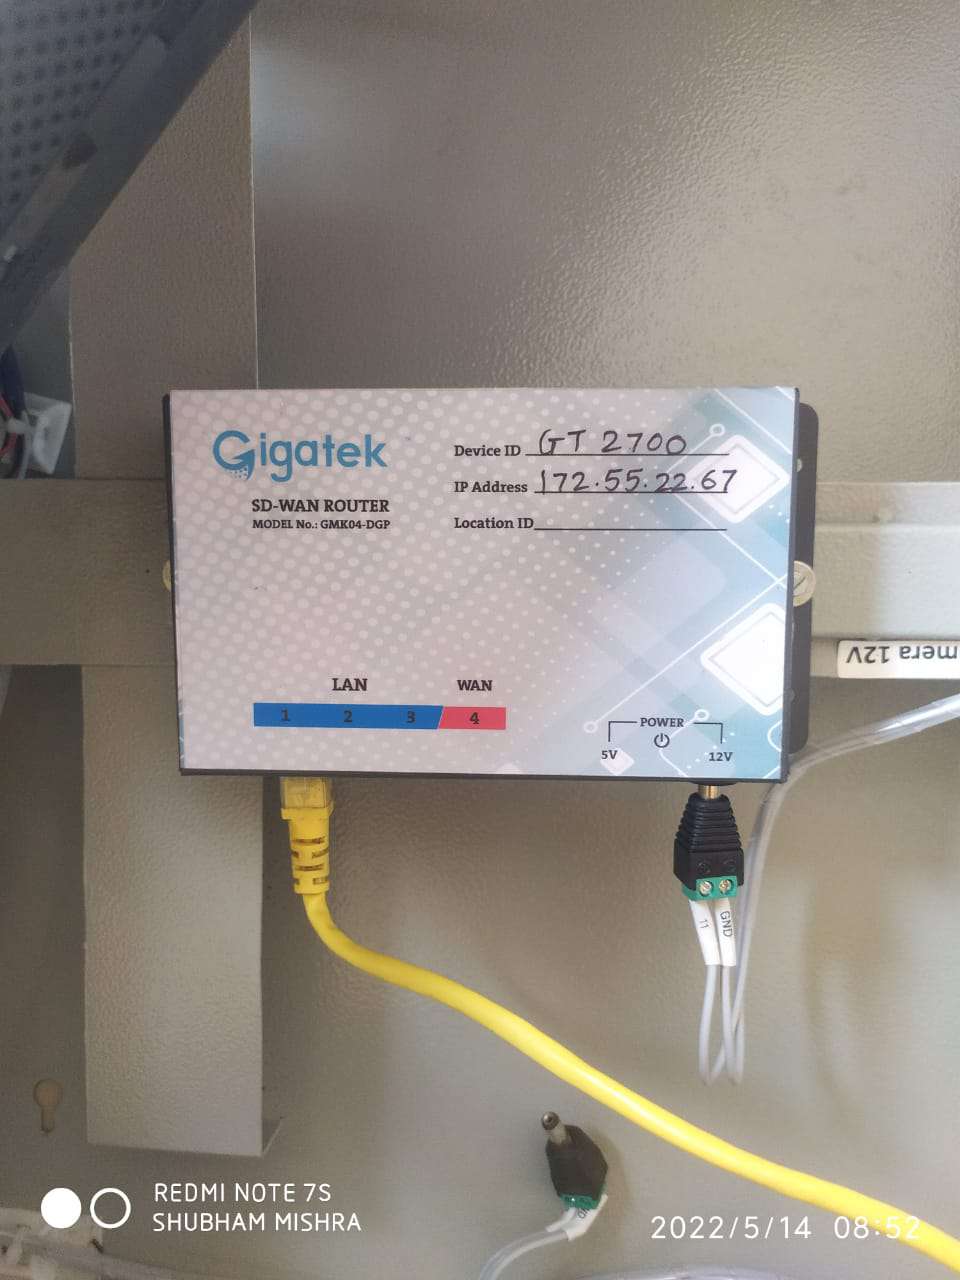 Gigatek
SD-WAN ROUTER
MODEL No.: GMK04-DGP
Device ID GT 2700
IP Address 172.55.22.67
Location ID
LAN
WAN
1 2 3 4
POWER
5V
12V
mera 12V
11
GND
REDMI NOTE 7S
SHUBHAM MISHRA
2022/5/14 08:52